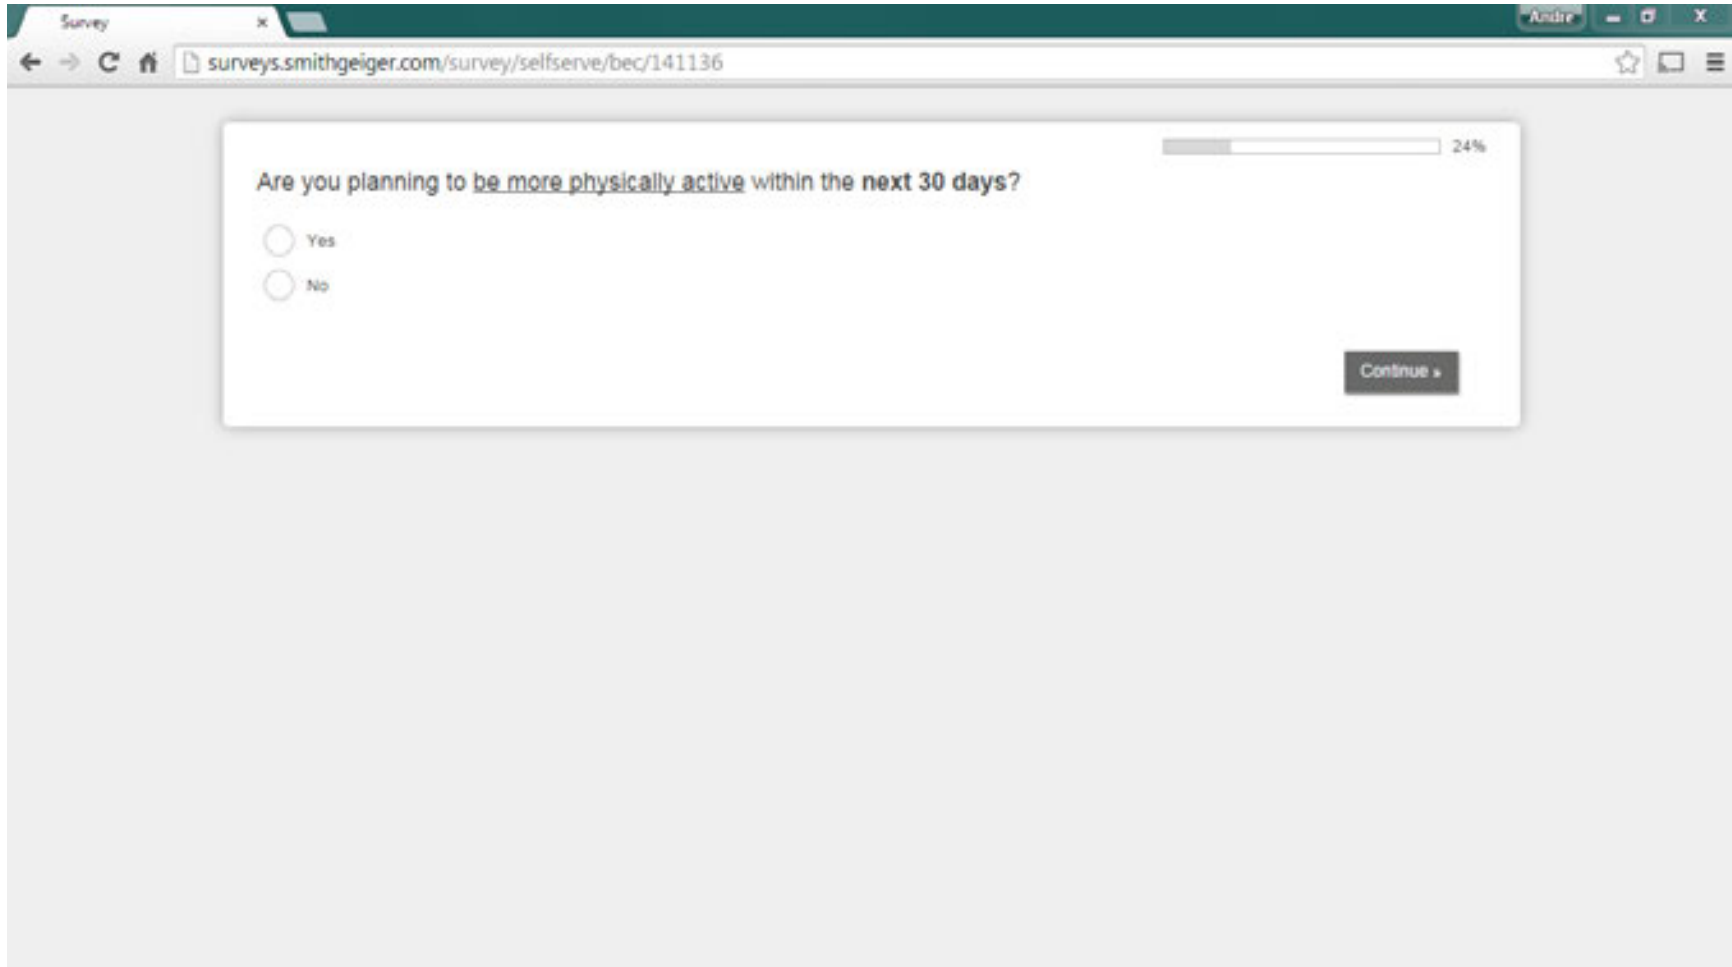 Survey
Andre
surveys.smithgeiger.com/survey/selfserve/bec/141136
24%
Are you planning to be more physically active within the next 30 days?
Yes
No
Continue »